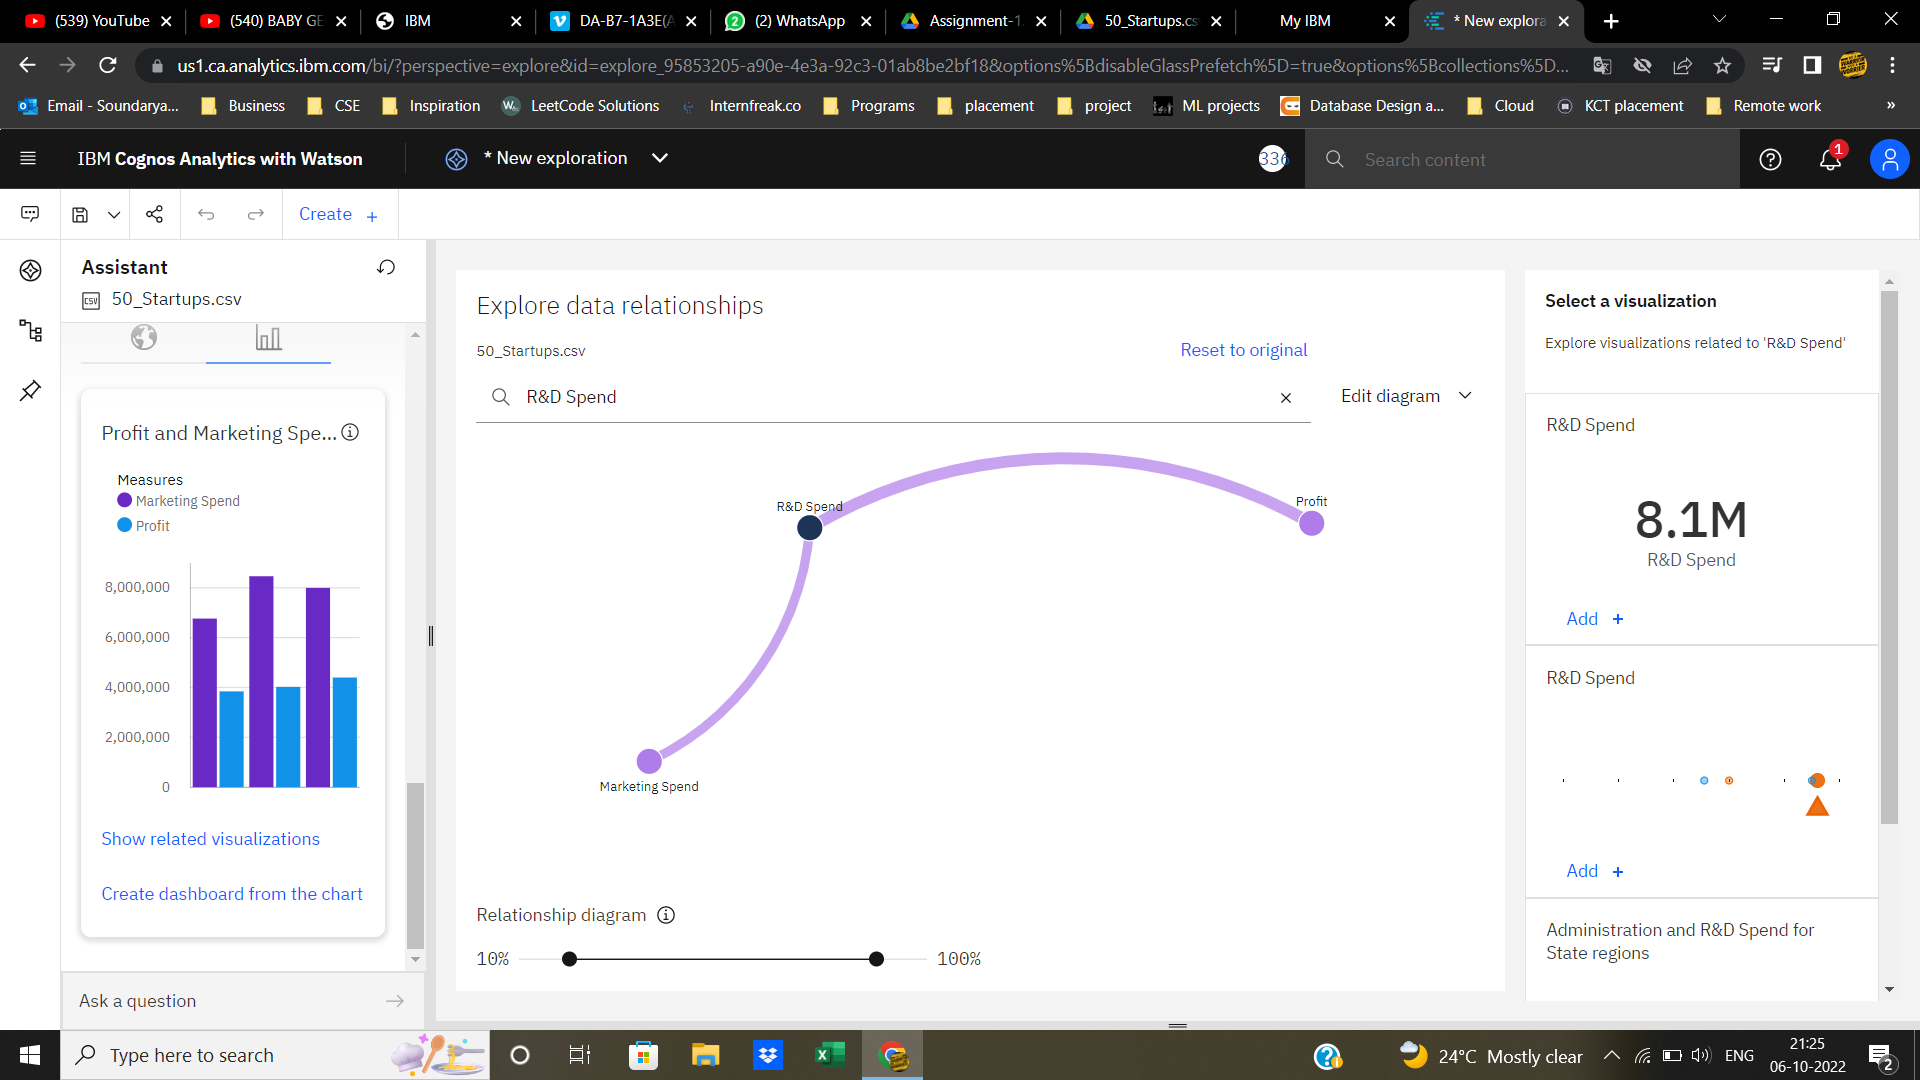 (539) YouTube
(540) BABY GE
IBM
DA-B7-1A3E(A
(2) WhatsApp
Assignment-1.
50_Startups.cs
My IBM
* New explora
us1.ca.analytics.ibm.com/bi/?perspective=explore&id=explore_95853205-a90e-4e3a-92c3-01ab8be2bf18&options%5BdisableGlassPrefetch%5D=true&options%5Bcollections%5D...
Email - Soundarya...
Business
CSE
Inspiration
LeetCode Solutions
Internfreak.co
Programs
placement
project
ML projects
Database Design a...
Cloud
KCT placement
Remote work
»
IBM Cognos Analytics with Watson
* New exploration
336
Search content
1
Create +
Assistant
CSV 50_Startups.csv
Profit and Marketing Spe...
Measures
Marketing Spend
Profit
8,000,000
6,000,000
4,000,000
2,000,000
0
Show related visualizations
Create dashboard from the chart
Ask a question
Explore data relationships
50_Startups.csv
Reset to original
R&D Spend
Edit diagram
R&D Spend
Profit
Marketing Spend
Relationship diagram
10%
100%
Select a visualization
Explore visualizations related to 'R&D Spend'
R&D Spend
8.1M
R&D Spend
Add +
R&D Spend
Add +
Administration and R&D Spend for
State regions
Type here to search
24°C Mostly clear
ENG
21:25
06-10-2022
2